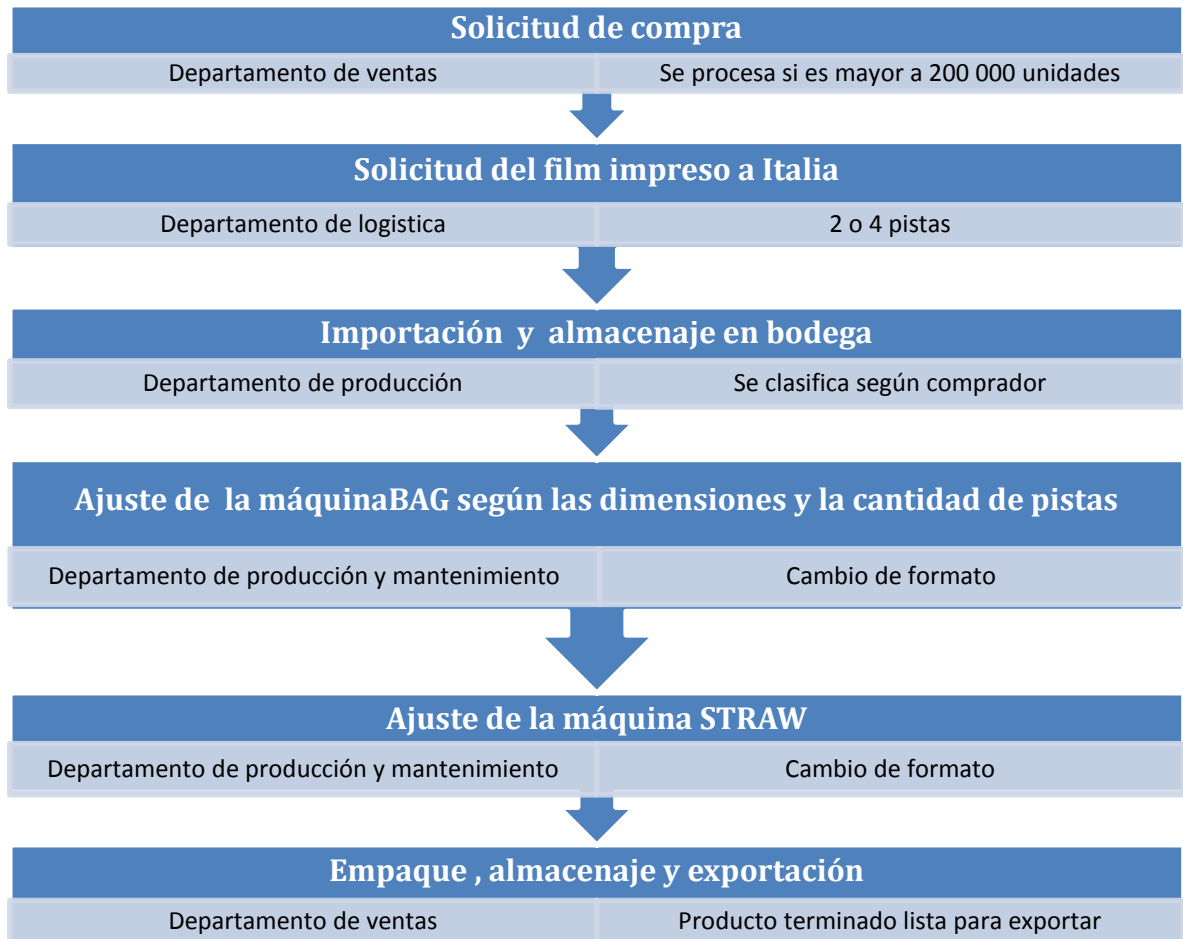 Solicitud de compra
Departamento de ventas
Se procesa si es mayor a 200 000 unidades
Solicitud del film impreso a Italia
Departamento de logistica
2 o 4 pistas
Importación y almacenaje en bodega
Departamento de producción
Se clasifica según comprador
Ajuste de la máquinaBAG según las dimensiones y la cantidad de pistas
Departamento de producción y mantenimiento
Cambio de formato
Ajuste de la máquina STRAW
Departamento de producción y mantenimiento
Cambio de formato
Empaque , almacenaje y exportación
Departamento de ventas
Producto terminado lista para exportar